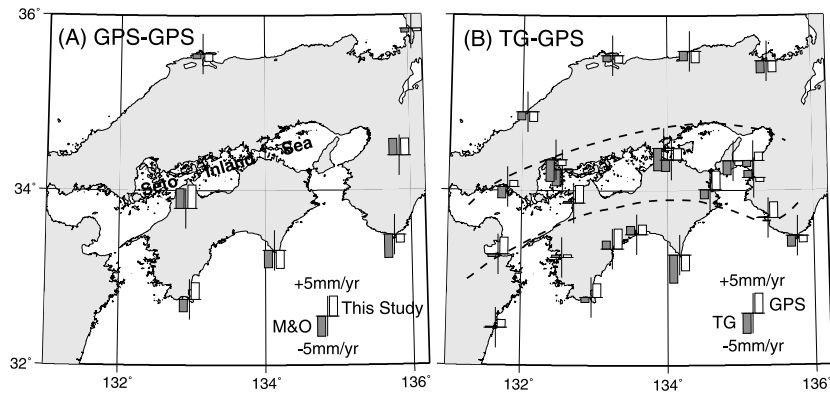 36˚
(A) GPS-GPS
(B) TG-GPS
Seto Inland Sea
34˚
+5mm/yr
This Study
M&O
-5mm/yr
+5mm/yr
GPS
TG
-5mm/yr
32˚
132˚
134˚
136˚
132˚
134˚
136˚